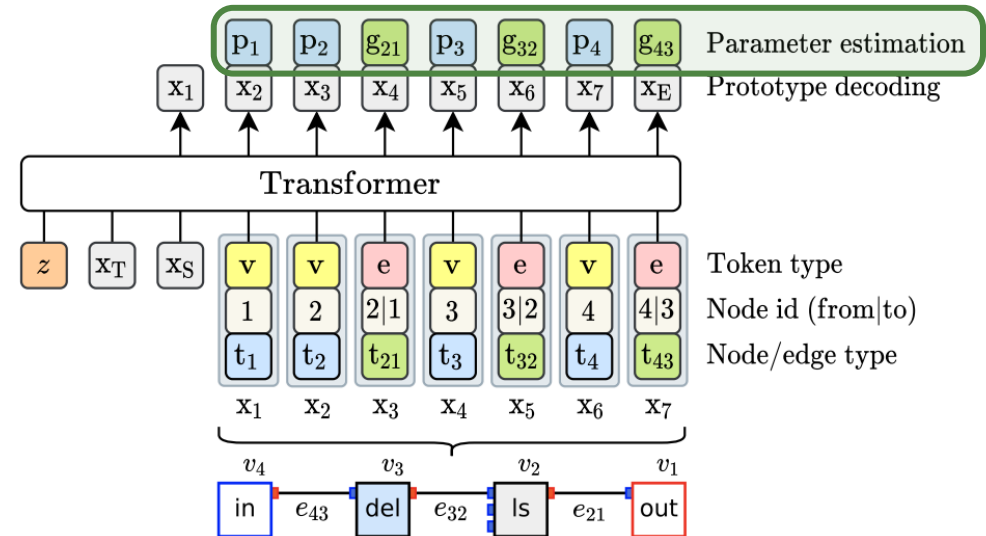 p₁ p₂ g₂₁ p₃ g₃₂ p₄ g₄₃ Parameter estimation
x₁ x₂ x₃ x₄ x₅ x₆ x₇ x_E Prototype decoding
Transformer
z x_T x_S v v e v e v e Token type
1 2 2|1 3 3|2 4 4|3 Node id (from|to)
t₁ t₂ t₂₁ t₃ t₃₂ t₄ t₄₃ Node/edge type
x₁ x₂ x₃ x₄ x₅ x₆ x₇
v₄ v₃ v₂ v₁
in e₄₃ del e₃₂ ls e₂₁ out